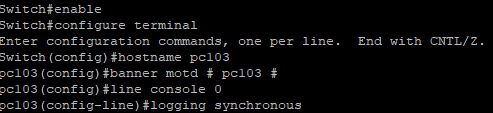 Switch#enable
Switch#configure terminal
Enter configuration commands, one per line.  End with CNTL/Z.
Switch(config)#hostname pc103
pc103(config)#banner motd # pc103 #
pc103(config)#line console 0
pc103(config-line)#logging synchronous